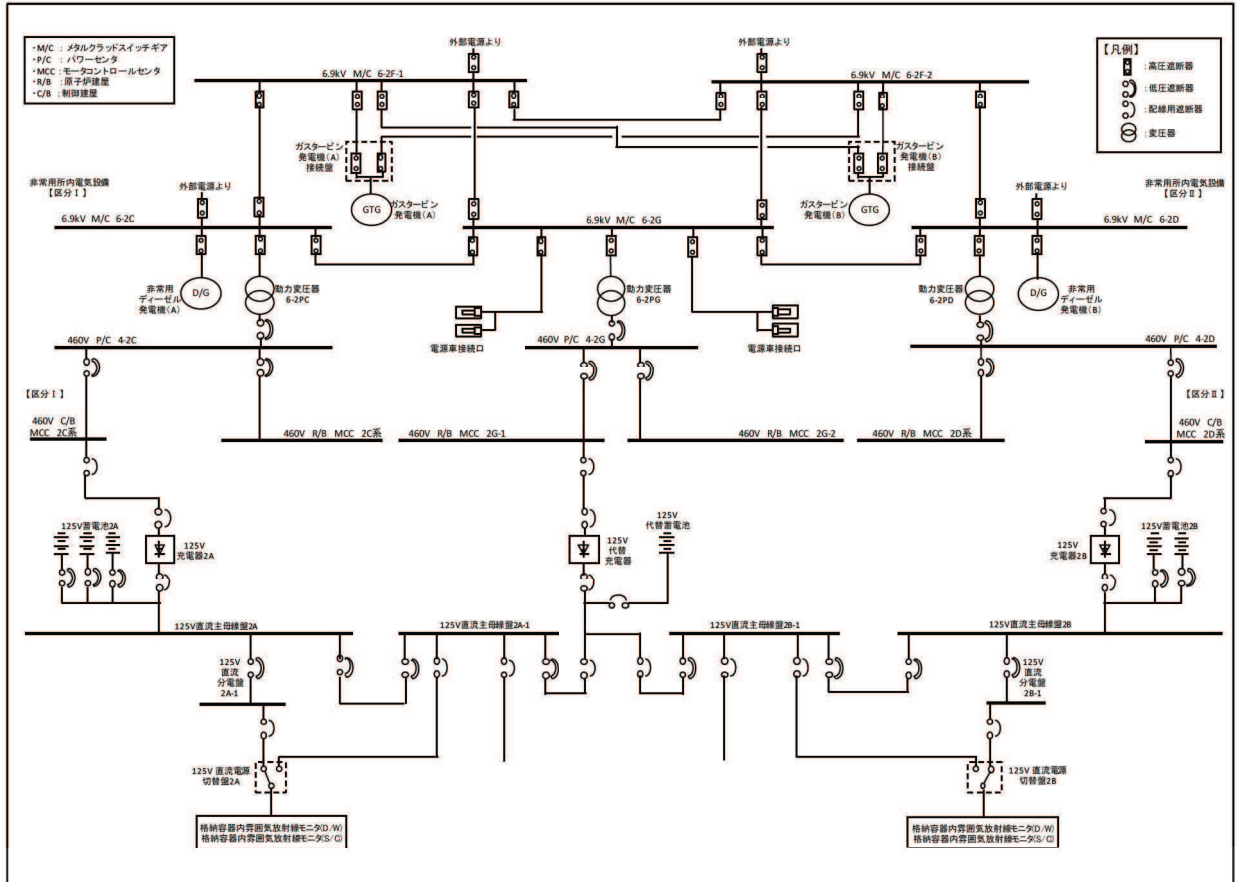 ・M/C : メタルクラッドスイッチギア
・P/C : パワーセンタ
・MCC : モータコントロールセンタ
・R/B : 原子炉建屋
・C/B : 制御建屋
【凡例】
: 高圧遮断器
: 低圧遮断器
: 配線用遮断器
: 変圧器
外部電源より
外部電源より
6.9kV M/C 6-2F-1
6.9kV M/C 6-2F-2
ガスタービン
発電機(A)
接続盤
ガスタービン
発電機(B)
接続盤
GTG
ガスタービン
発電機(A)
ガスタービン
発電機(B)
GTG
非常用所内電気設備
【区分Ⅰ】
外部電源より
外部電源より
非常用所内電気設備
【区分Ⅱ】
6.9kV M/C 6-2C
6.9kV M/C 6-2G
6.9kV M/C 6-2D
非常用
ディーゼル
発電機(A)
D/G
動力変圧器
6-2PC
動力変圧器
6-2PG
動力変圧器
6-2PD
D/G
非常用
ディーゼル
発電機(B)
電源車接続口
電源車接続口
460V P/C 4-2C
460V P/C 4-2G
460V P/C 4-2D
【区分Ⅰ】
【区分Ⅱ】
460V C/B
MCC 2C系
460V R/B MCC 2C系
460V R/B MCC 2G-1
460V R/B MCC 2G-2
460V R/B MCC 2D系
460V C/B
MCC 2D系
125V蓄電池2A
125V
充電器2A
125V
代替
充電器
125V
代替蓄電池
125V
充電器2B
125V蓄電池2B
125V直流主母線盤2A
125V直流主母線盤2A-1
125V直流主母線盤2B-1
125V直流主母線盤2B
125V
直流
分電盤
2A-1
125V
直流
分電盤
2B-1
125V 直流電源
切替盤2A
125V 直流電源
切替盤2B
格納容器内雰囲気放射線モニタ(D/W)
格納容器内雰囲気放射線モニタ(S/C)
格納容器内雰囲気放射線モニタ(D/W)
格納容器内雰囲気放射線モニタ(S/C)